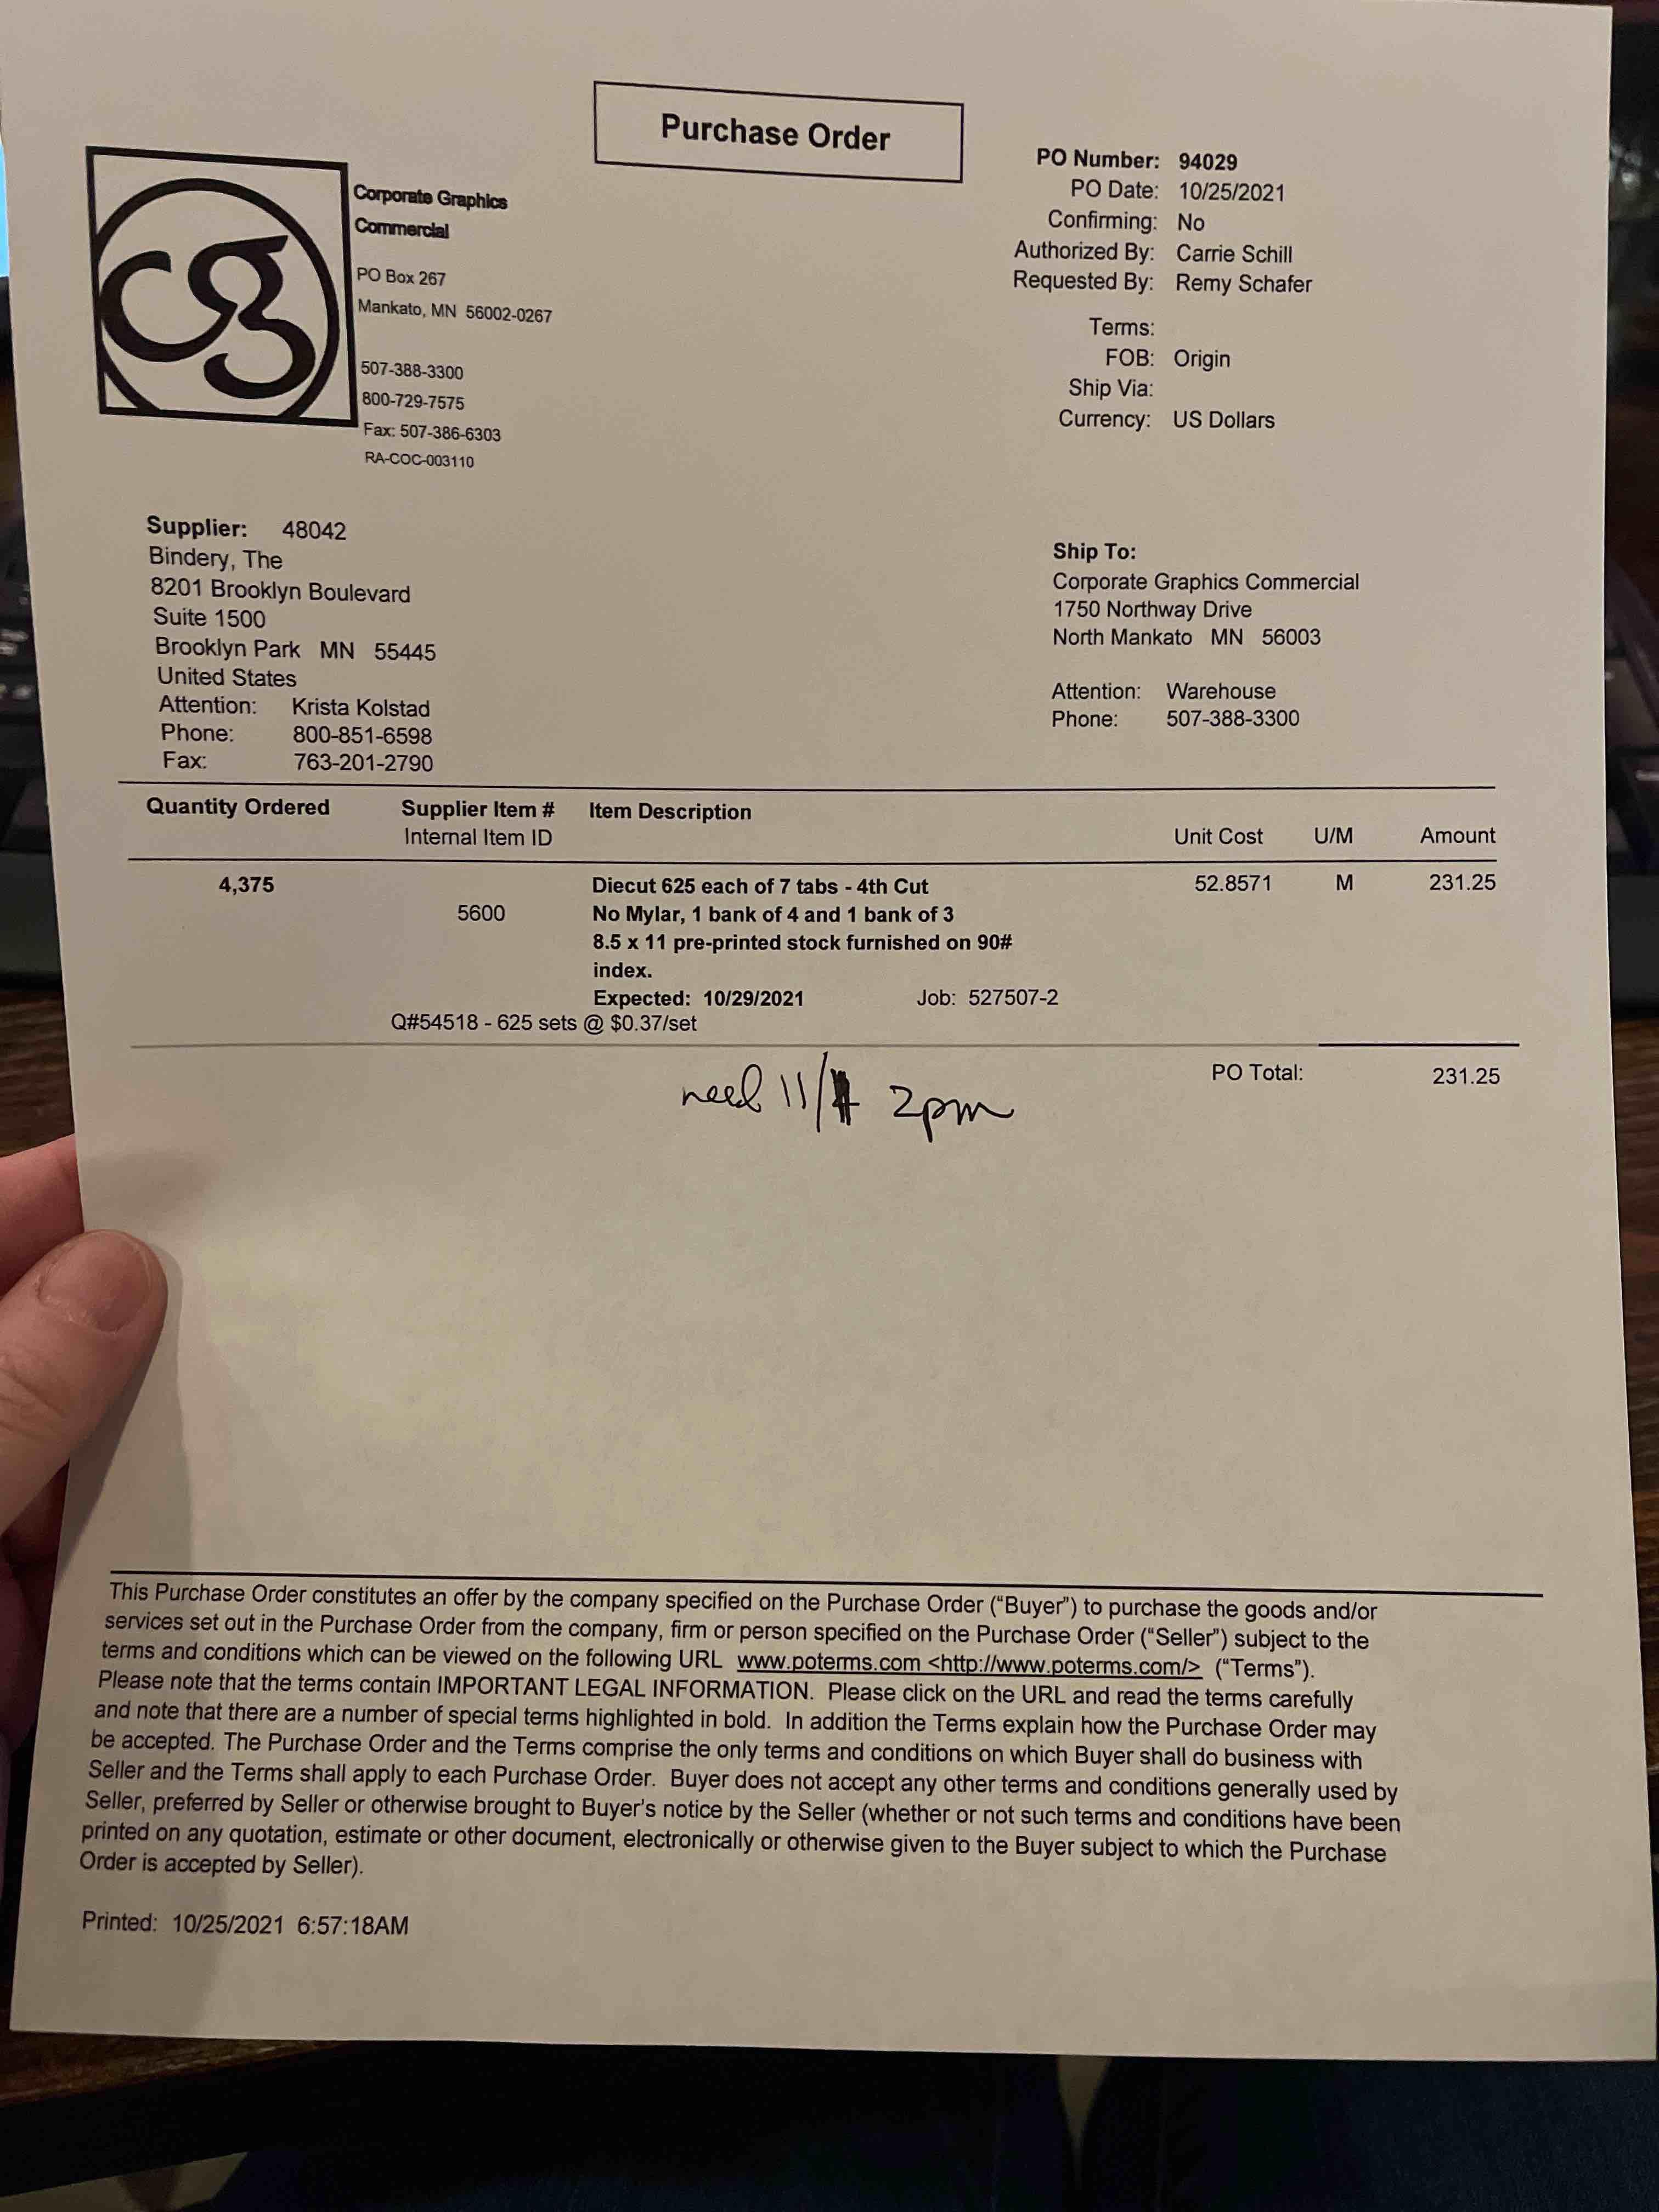 Purchase Order
cg
Corporate Graphics
Commercial
PO Box 267
Mankato, MN 56002-0267
507-388-3300
800-729-7575
Fax: 507-386-6303
RA-COC-003110
PO Number: 94029
PO Date: 10/25/2021
Confirming: No
Authorized By: Carrie Schill
Requested By: Remy Schafer
Terms:
FOB: Origin
Ship Via:
Currency: US Dollars
Supplier: 48042
Bindery, The
8201 Brooklyn Boulevard
Suite 1500
Brooklyn Park MN 55445
United States
Attention: Krista Kolstad
Phone: 800-851-6598
Fax: 763-201-2790
Ship To:
Corporate Graphics Commercial
1750 Northway Drive
North Mankato MN 56003
Attention: Warehouse
Phone: 507-388-3300
Quantity Ordered Supplier Item # Item Description
Internal Item ID Unit Cost U/M Amount
4,375 Diecut 625 each of 7 tabs - 4th Cut 52.8571 M 231.25
5600 No Mylar, 1 bank of 4 and 1 bank of 3
8.5 x 11 pre-printed stock furnished on 90#
index.
Expected: 10/29/2021 Job: 527507-2
Q#54518 - 625 sets @ $0.37/set
PO Total: 231.25
need 11/ 2pm
This Purchase Order constitutes an offer by the company specified on the Purchase Order (“Buyer”) to purchase the goods and/or
services set out in the Purchase Order from the company, firm or person specified on the Purchase Order (“Seller”) subject to the
terms and conditions which can be viewed on the following URL www.poterms.com <http://www.poterms.com/> (“Terms”).
Please note that the terms contain IMPORTANT LEGAL INFORMATION. Please click on the URL and read the terms carefully
and note that there are a number of special terms highlighted in bold. In addition the Terms explain how the Purchase Order may
be accepted. The Purchase Order and the Terms comprise the only terms and conditions on which Buyer shall do business with
Seller and the Terms shall apply to each Purchase Order. Buyer does not accept any other terms and conditions generally used by
Seller, preferred by Seller or otherwise brought to Buyer’s notice by the Seller (whether or not such terms and conditions have been
printed on any quotation, estimate or other document, electronically or otherwise given to the Buyer subject to which the Purchase
Order is accepted by Seller).
Printed: 10/25/2021 6:57:18AM